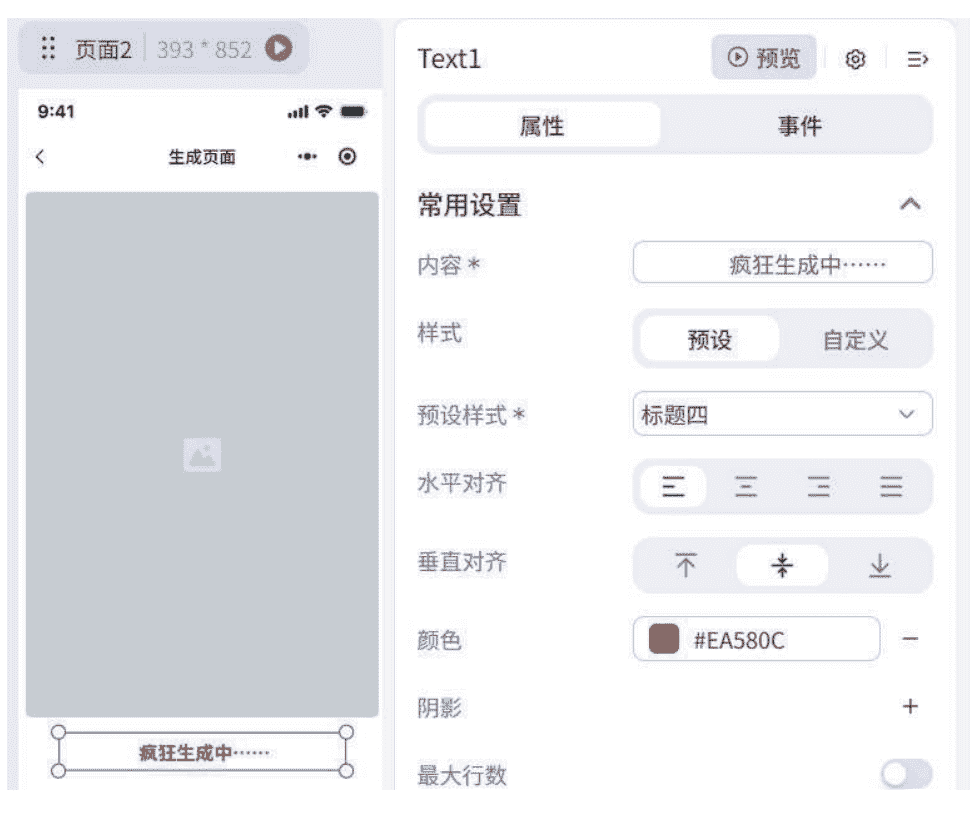 页面2 393 * 852
9:41
生成页面
疯狂生成中……
Text1 预览
属性 事件
常用设置
内容 * 疯狂生成中……
样式 预设 自定义
预设样式 * 标题四
水平对齐
垂直对齐
颜色 #EA580C
阴影
最大行数